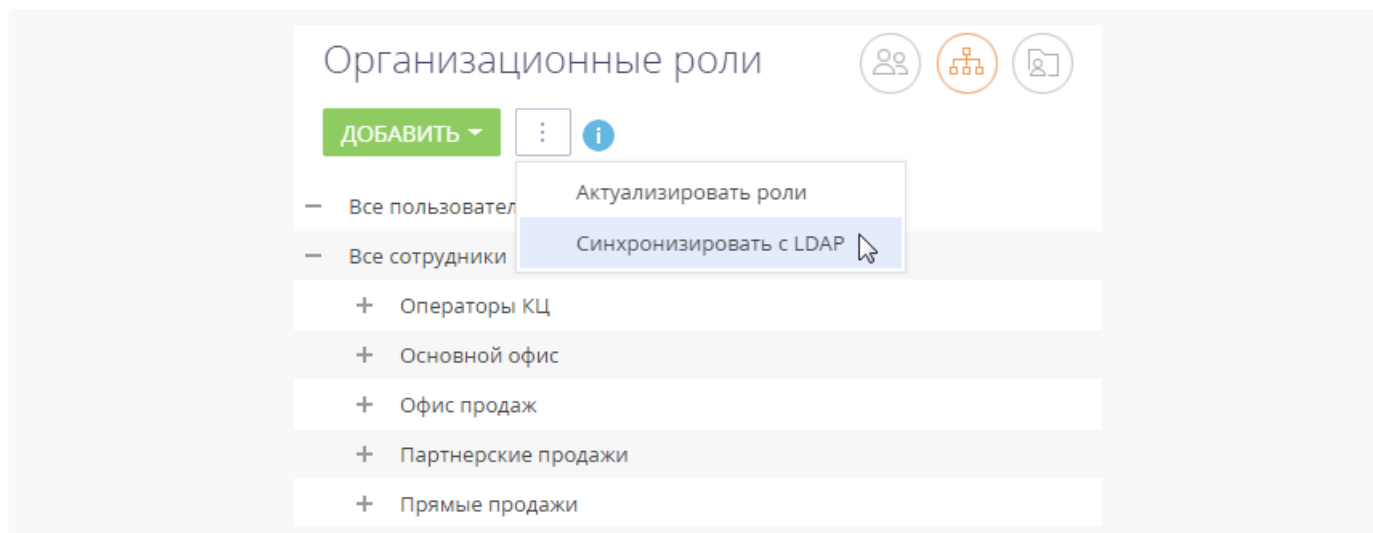 Организационные роли
ДОБАВИТЬ
Актуализировать роли
Все пользовател
Синхронизировать с LDAP
Все сотрудники
Операторы КЦ
Основной офис
Офис продаж
Партнерские продажи
Прямые продажи